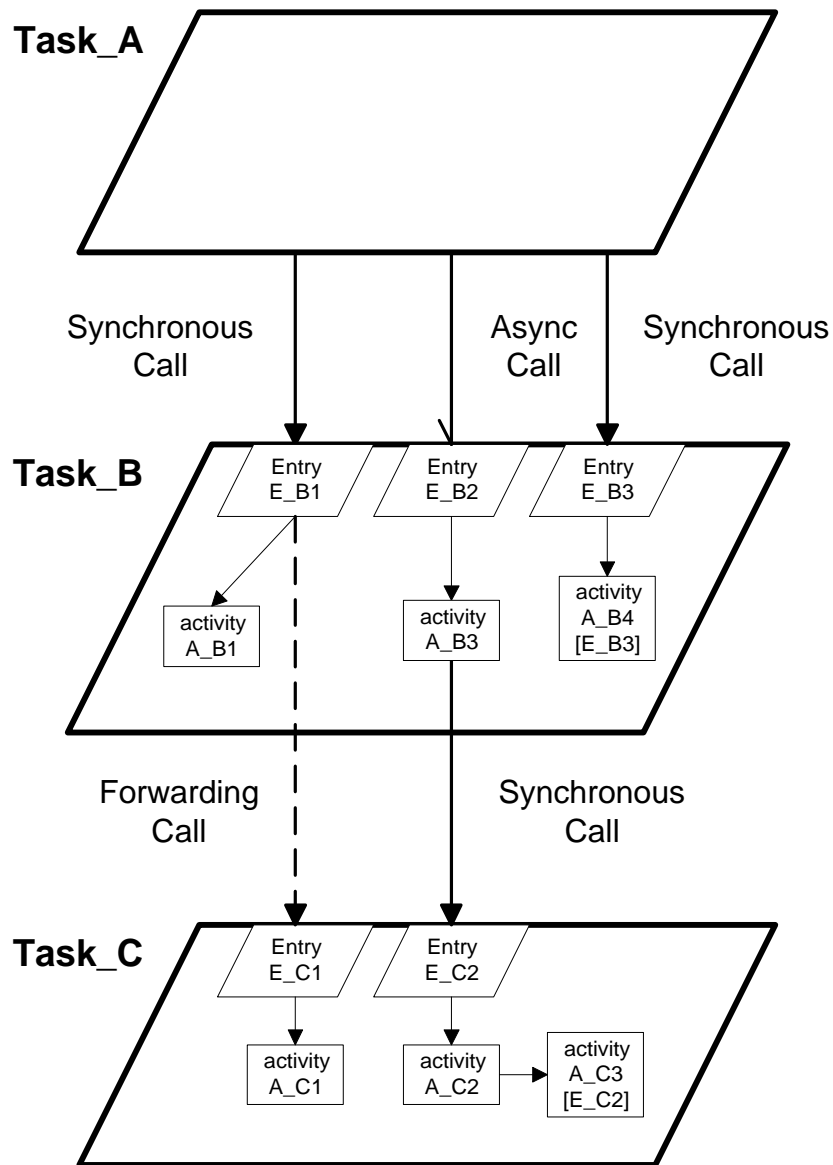 Task_A
Synchronous
Call
Async
Call
Synchronous
Call
Task_B
Entry
E_B1
Entry
E_B2
Entry
E_B3
activity
A_B1
activity
A_B3
activity
A_B4
[E_B3]
Forwarding
Call
Synchronous
Call
Task_C
Entry
E_C1
Entry
E_C2
activity
A_C1
activity
A_C2
activity
A_C3
[E_C2]